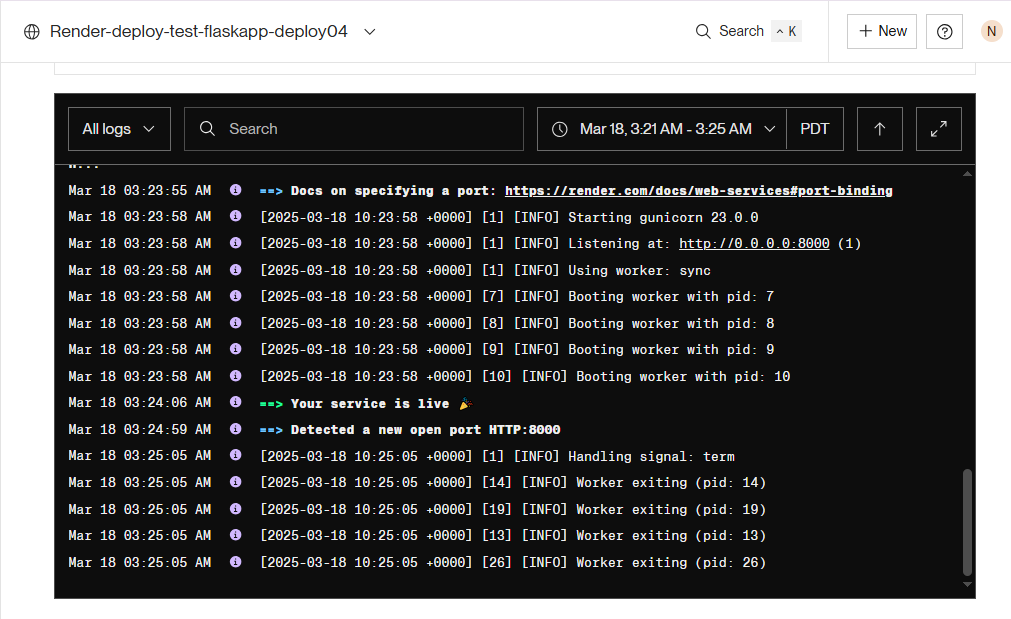 Render-deploy-test-flaskapp-deploy04
Search K
+ New
N
All logs
Search
Mar 18, 3:21 AM - 3:25 AM
PDT
Mar 18 03:23:55 AM ==> Docs on specifying a port: https://render.com/docs/web-services#port-binding
Mar 18 03:23:58 AM [2025-03-18 10:23:58 +0000] [1] [INFO] Starting gunicorn 23.0.0
Mar 18 03:23:58 AM [2025-03-18 10:23:58 +0000] [1] [INFO] Listening at: http://0.0.0.0:8000 (1)
Mar 18 03:23:58 AM [2025-03-18 10:23:58 +0000] [1] [INFO] Using worker: sync
Mar 18 03:23:58 AM [2025-03-18 10:23:58 +0000] [7] [INFO] Booting worker with pid: 7
Mar 18 03:23:58 AM [2025-03-18 10:23:58 +0000] [8] [INFO] Booting worker with pid: 8
Mar 18 03:23:58 AM [2025-03-18 10:23:58 +0000] [9] [INFO] Booting worker with pid: 9
Mar 18 03:23:58 AM [2025-03-18 10:23:58 +0000] [10] [INFO] Booting worker with pid: 10
Mar 18 03:24:06 AM ==> Your service is live 🎉
Mar 18 03:24:59 AM ==> Detected a new open port HTTP:8000
Mar 18 03:25:05 AM [2025-03-18 10:25:05 +0000] [1] [INFO] Handling signal: term
Mar 18 03:25:05 AM [2025-03-18 10:25:05 +0000] [14] [INFO] Worker exiting (pid: 14)
Mar 18 03:25:05 AM [2025-03-18 10:25:05 +0000] [19] [INFO] Worker exiting (pid: 19)
Mar 18 03:25:05 AM [2025-03-18 10:25:05 +0000] [13] [INFO] Worker exiting (pid: 13)
Mar 18 03:25:05 AM [2025-03-18 10:25:05 +0000] [26] [INFO] Worker exiting (pid: 26)